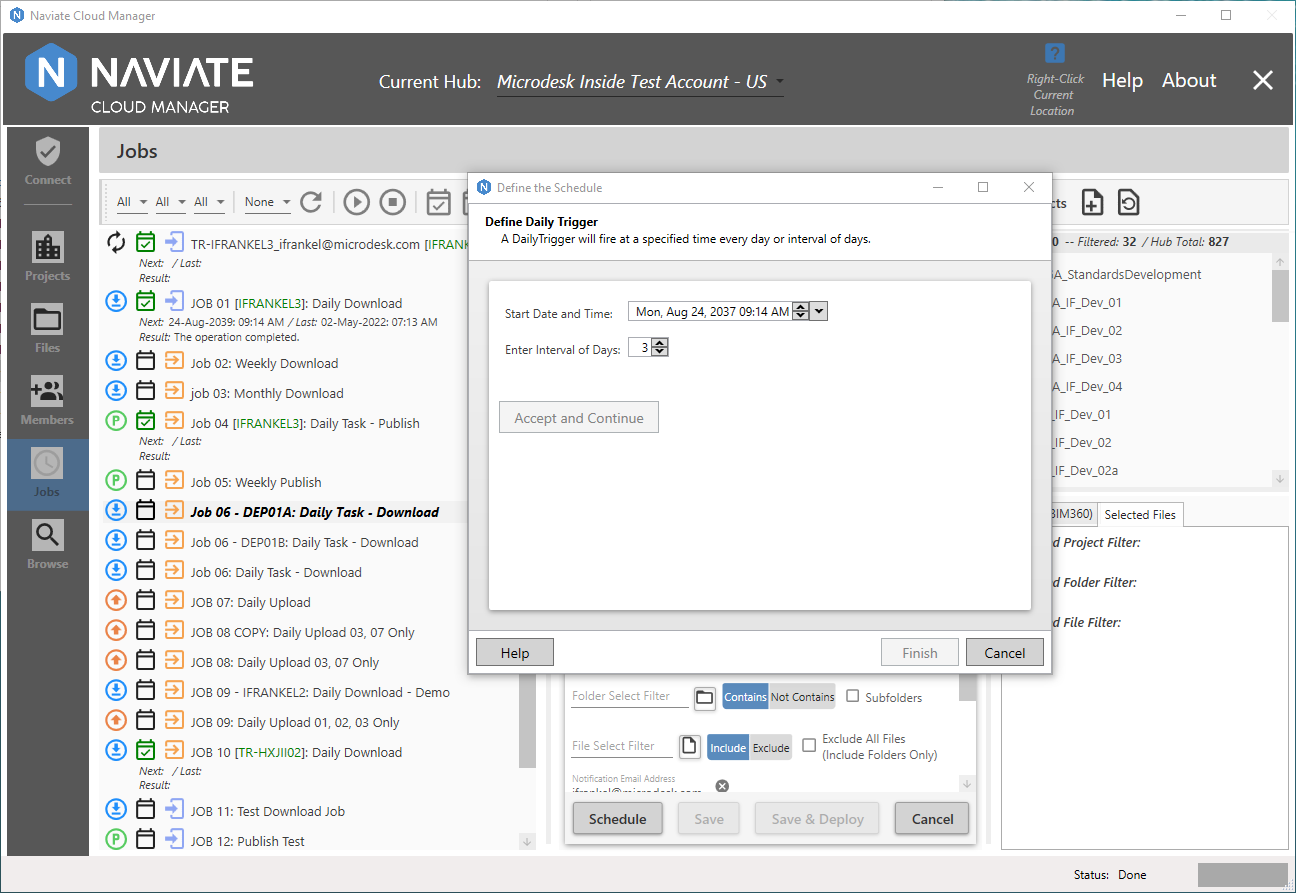 Naviate Cloud Manager
NAVIATE
CLOUD MANAGER
Current Hub: Microdesk Inside Test Account - US
?
Right-Click
Current
Location
Help
About
Connect
Projects
Files
Members
Jobs
Browse
Jobs
All All All None
TR-IFRANKEL3_ifrankel@microdesk.com [IFRANK
Next: / Last:
Result:
JOB 01 [IFRANKEL3]: Daily Download
Next: 24-Aug-2039: 09:14 AM / Last: 02-May-2022: 07:13 AM
Result: The operation completed.
Job 02: Weekly Download
job 03: Monthly Download
Job 04 [IFRANKEL3]: Daily Task - Publish
Next: / Last:
Result:
Job 05: Weekly Publish
Job 06 - DEP01A: Daily Task - Download
Job 06 - DEP01B: Daily Task - Download
Job 06: Daily Task - Download
JOB 07: Daily Upload
JOB 08 COPY: Daily Upload 03, 07 Only
JOB 08: Daily Upload 03, 07 Only
JOB 09 - IFRANKEL2: Daily Download - Demo
JOB 09: Daily Upload 01, 02, 03 Only
JOB 10 [TR-HXJII02]: Daily Download
Next: / Last:
Result:
JOB 11: Test Download Job
JOB 12: Publish Test
Define the Schedule
Define Daily Trigger
A DailyTrigger will fire at a specified time every day or interval of days.
Start Date and Time: Mon, Aug 24, 2037 09:14 AM
Enter Interval of Days: 3
Accept and Continue
Help Finish Cancel
Folder Select Filter Contains Not Contains Subfolders
File Select Filter Include Exclude Exclude All Files
(Include Folders Only)
Notification Email Address
ifrankel@microdesk.com
Schedule Save Save & Deploy Cancel
cts
0 -- Filtered: 32 / Hub Total: 827
A_StandardsDevelopment
A_IF_Dev_01
A_IF_Dev_02
A_IF_Dev_03
A_IF_Dev_04
_IF_Dev_01
_IF_Dev_02
_IF_Dev_02a
BIM360) Selected Files
d Project Filter:
d Folder Filter:
d File Filter:
Status: Done